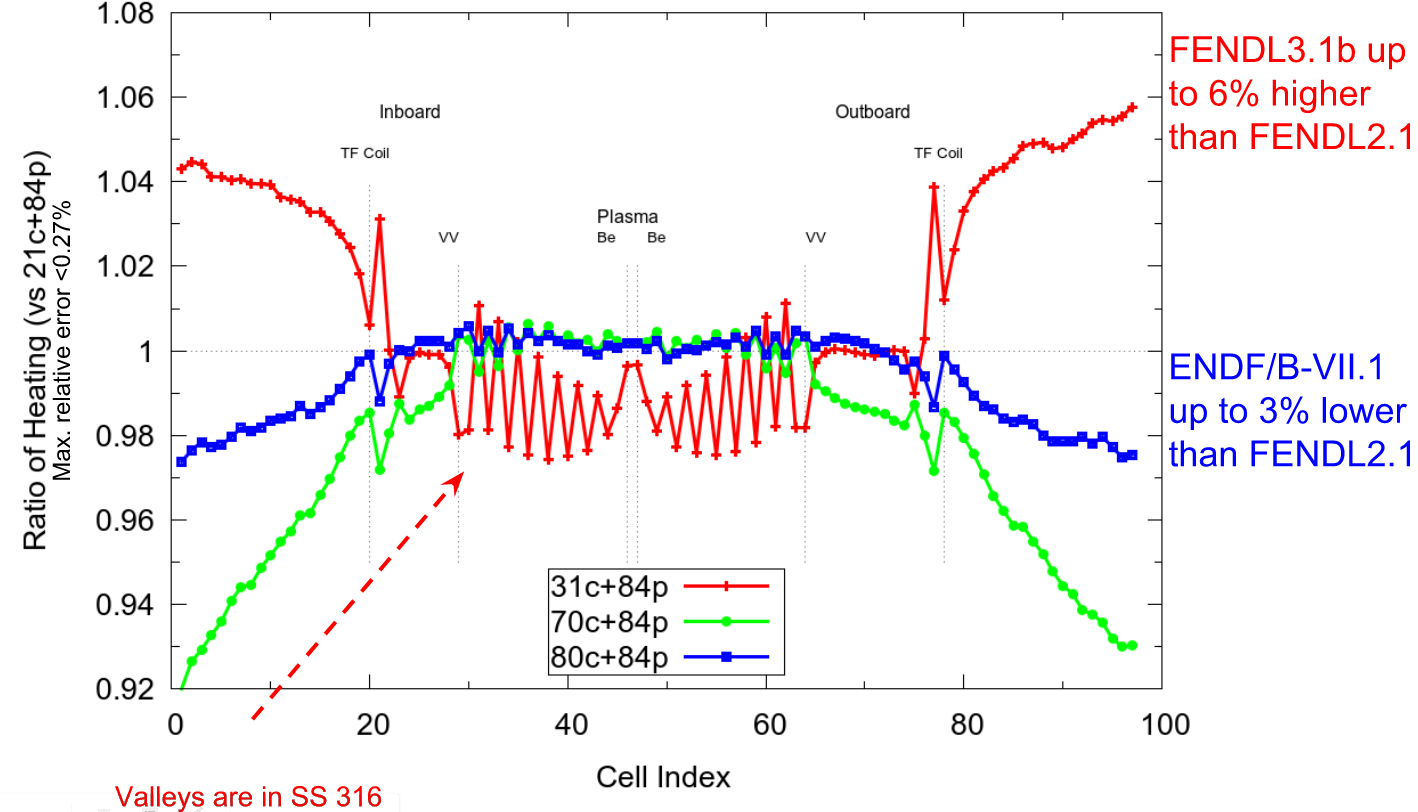 1.08
1.06
1.04
1.02
1
0.98
0.96
0.94
0.92
Ratio of Heating (vs 21c+84p)
Max. relative error <0.27%
Inboard
Outboard
TF Coil
TF Coil
Plasma
VV
Be
Be
VV
31c+84p
70c+84p
80c+84p
0
20
40
60
80
100
Cell Index
Valleys are in SS 316
FENDL3.1b up
to 6% higher
than FENDL2.1
ENDF/B-VII.1
up to 3% lower
than FENDL2.1